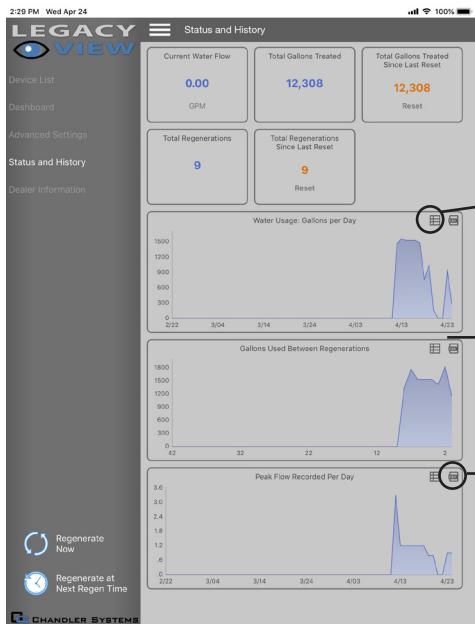 2:29 PM Wed Apr 24
100%
LEGACY
VIEW
Status and History
Device List
Dashboard
Advanced Settings
Status and History
Dealer Information
Current Water Flow
0.00
GPM
Total Gallons Treated
12,308
Total Gallons Treated
Since Last Reset
12,308
Reset
Total Regenerations
9
Total Regenerations
Since Last Reset
9
Reset
Water Usage: Gallons per Day
1500
1200
900
600
300
0
2/22 3/04 3/14 3/24 4/03 4/13 4/23
Gallons Used Between Regenerations
1800
1500
1200
900
600
300
0
42 32 22 12 2
Peak Flow Recorded Per Day
3.6
3.0
2.4
1.8
1.2
.6
.0
2/22 3/04 3/14 3/24 4/03 4/13 4/23
Regenerate
Now
Regenerate at
Next Regen Time
CHANDLER SYSTEMS